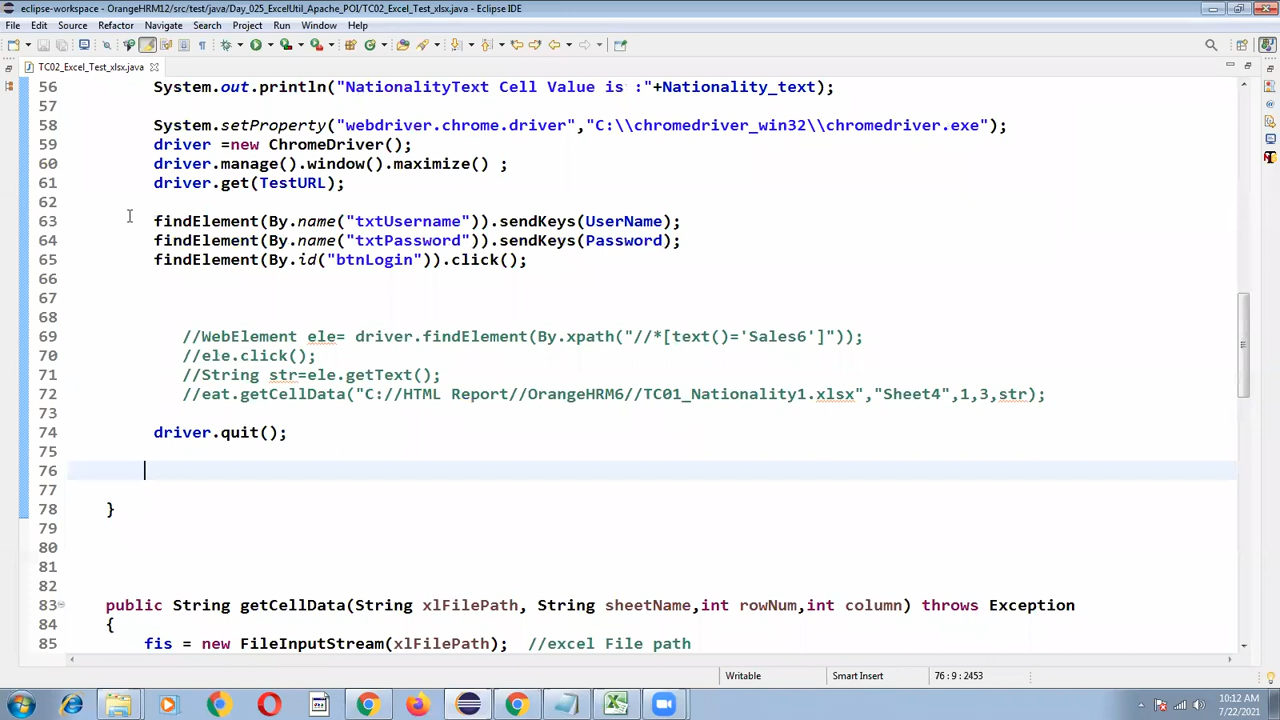 eclipse-workspace - OrangeHRM12/src/test/java/Day_025_ExcelUtil_Apache_POI/TC02_Excel_Test_xlsx.java - Eclipse IDE
File Edit Source Refactor Navigate Search Project Run Window Help
TC02_Excel_Test_xlsx.java
56 System.out.println("NationalityText Cell Value is :"+Nationality_text);
57
58 System.setProperty("webdriver.chrome.driver","C:\\chromedriver_win32\\chromedriver.exe");
59 driver =new ChromeDriver();
60 driver.manage().window().maximize() ;
61 driver.get(TestURL);
62
63 findElement(By.name("txtUsername")).sendKeys(UserName);
64 findElement(By.name("txtPassword")).sendKeys(Password);
65 findElement(By.id("btnLogin")).click();
66
67
68
69 //WebElement ele= driver.findElement(By.xpath("//*[text()='Sales6']"));
70 //ele.click();
71 //String str=ele.getText();
72 //eat.getCellData("C://HTML Report//OrangeHRM6//TC01_Nationality1.xlsx","Sheet4",1,3,str);
73
74 driver.quit();
75
76
77
78 }
79
80
81
82
83 public String getCellData(String xlFilePath, String sheetName,int rowNum,int column) throws Exception
84 {
85 fis = new FileInputStream(xlFilePath); //excel File path
Writable Smart Insert 76 : 9 : 2453
10:12 AM
7/22/2021